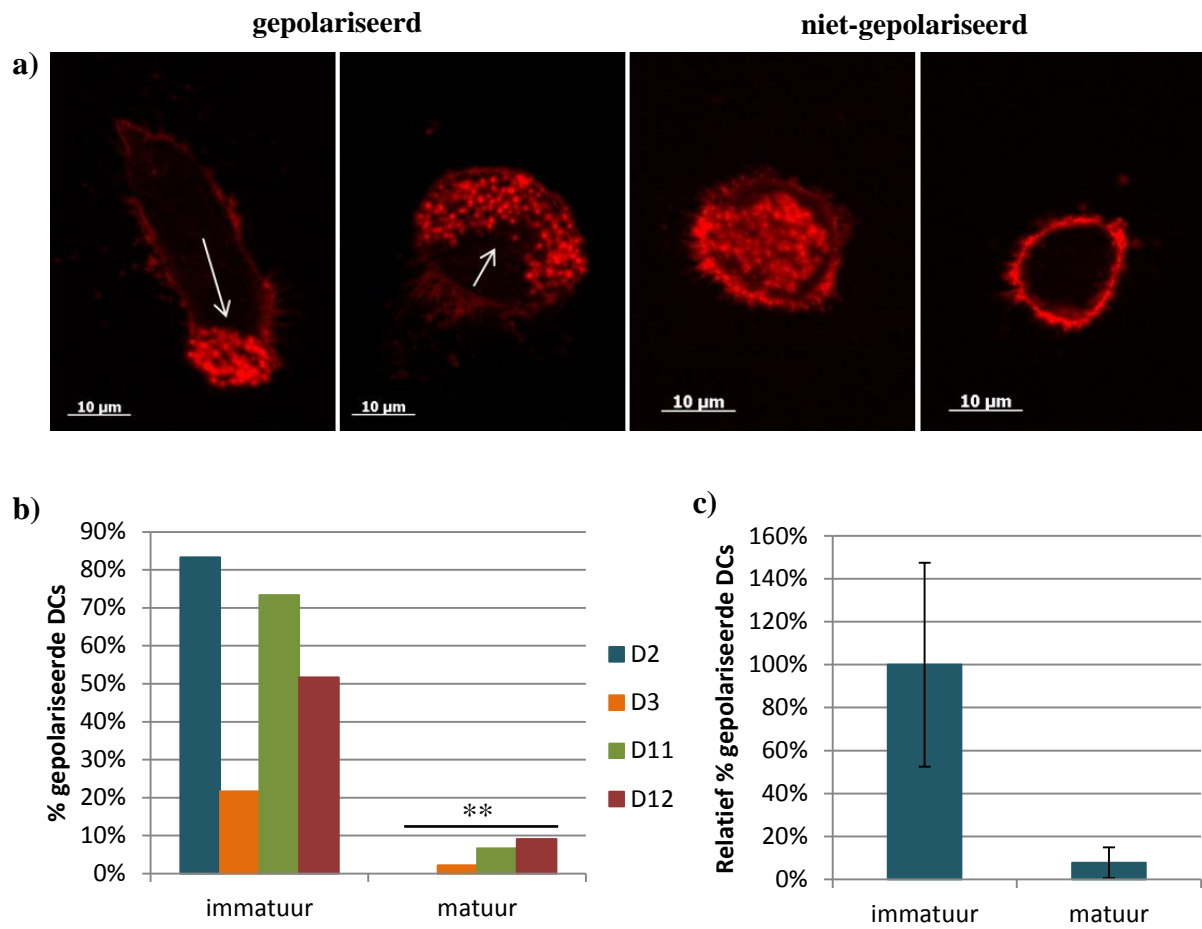 gepolariseerd niet-gepolariseerd
a)
10 µm 10 µm 10 µm 10 µm
b)
% gepolariseerde DCs
90%
80%
70%
60%
50%
40%
30%
20%
10%
0%
**
immatuur matuur
D2
D3
D11
D12
c)
Relatief % gepolariseerde DCs
160%
140%
120%
100%
80%
60%
40%
20%
0%
immatuur matuur